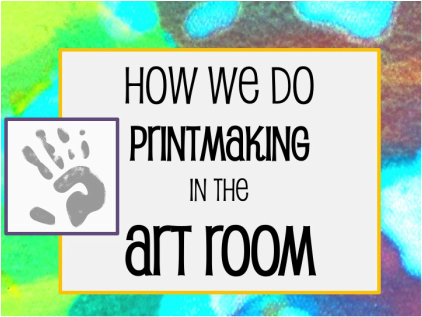 HOW WE DO
PRINTMAKING
IN THE
ART ROOM